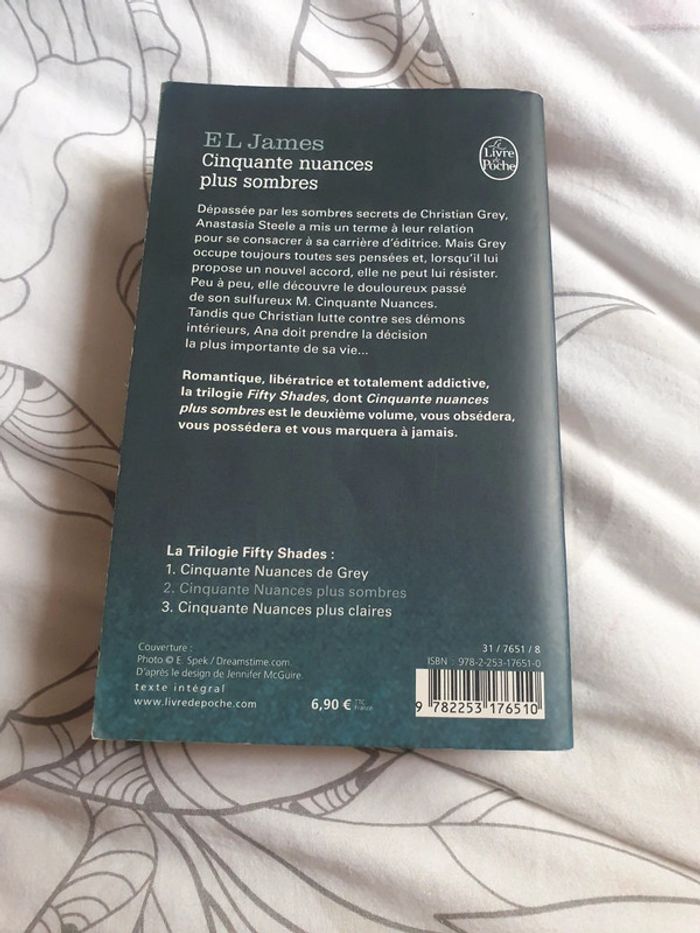 E L James
Cinquante nuances
plus sombres
Le
Livre
de
Poche
Dépassée par les sombres secrets de Christian Grey,
Anastasia Steele a mis un terme à leur relation
pour se consacrer à sa carrière d'éditrice. Mais Grey
occupe toujours toutes ses pensées et, lorsqu'il lui
propose un nouvel accord, elle ne peut lui résister.
Peu à peu, elle découvre le douloureux passé
de son sulfureux M. Cinquante Nuances.
Tandis que Christian lutte contre ses démons
intérieurs, Ana doit prendre la décision
la plus importante de sa vie...
Romantique, libératrice et totalement addictive,
la trilogie Fifty Shades, dont Cinquante nuances
plus sombres est le deuxième volume, vous obsédera,
vous possédera et vous marquera à jamais.
La Trilogie Fifty Shades :
1. Cinquante Nuances de Grey
2. Cinquante Nuances plus sombres
3. Cinquante Nuances plus claires
Couverture :
Photo © E. Spek / Dreamstime.com.
D'après le design de Jennifer McGuire.
texte intégral
www.livredepoche.com
6,90 € TTC France
31 / 7651 / 8
ISBN : 978-2-253-17651-0
9 782253 176510